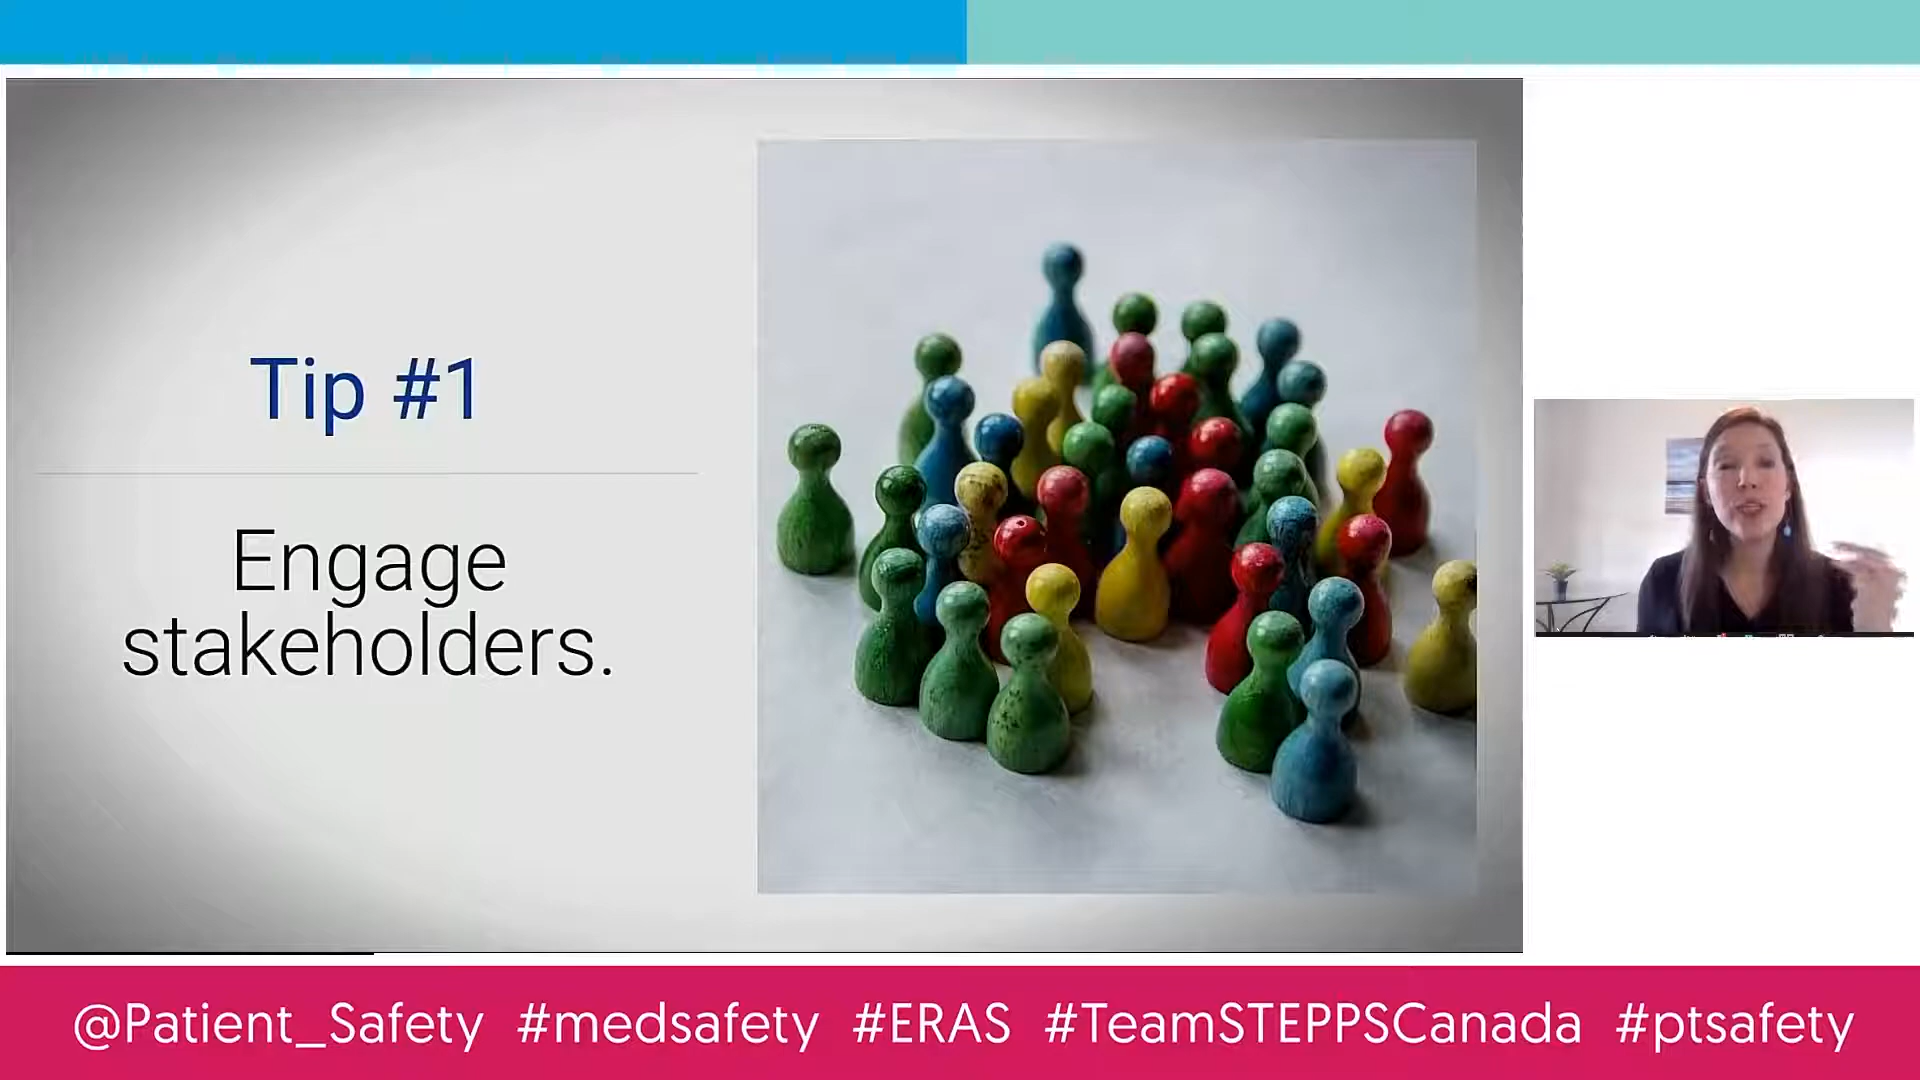 Tip #1
Engage
stakeholders.
@Patient_Safety #medsafety #ERAS #TeamSTEPPSCanada #ptsafety